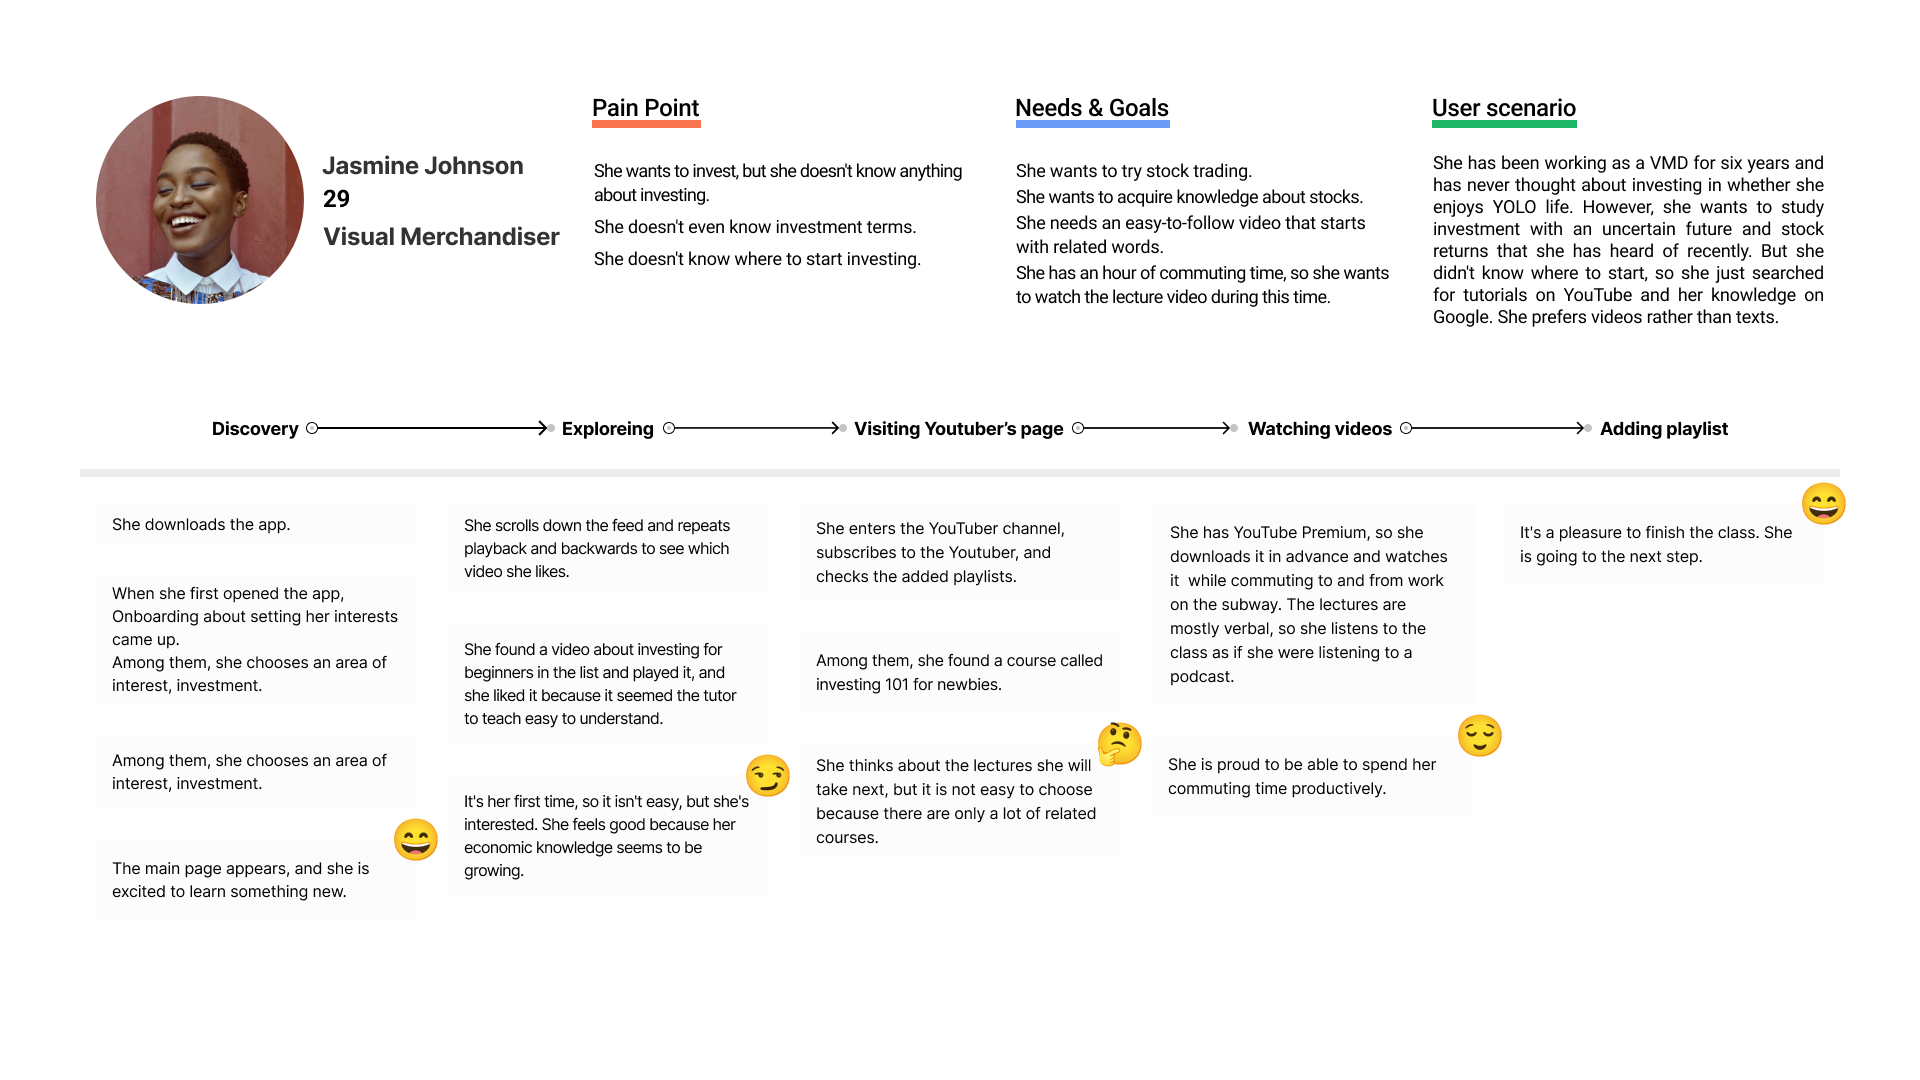 Jasmine Johnson
29
Visual Merchandiser
Pain Point
She wants to invest, but she doesn't know anything
about investing.
She doesn't even know investment terms.
She doesn't know where to start investing.
Needs & Goals
She wants to try stock trading.
She wants to acquire knowledge about stocks.
She needs an easy-to-follow video that starts
with related words.
She has an hour of commuting time, so she wants
to watch the lecture video during this time.
User scenario
She has been working as a VMD for six years and
has never thought about investing in whether she
enjoys YOLO life. However, she wants to study
investment with an uncertain future and stock
returns that she has heard of recently. But she
didn't know where to start, so she just searched
for tutorials on YouTube and her knowledge on
Google. She prefers videos rather than texts.
Discovery
Exploreing
Visiting Youtuber's page
Watching videos
Adding playlist
She downloads the app.
When she first opened the app,
Onboarding about setting her interests
came up.
Among them, she chooses an area of
interest, investment.
Among them, she chooses an area of
interest, investment.
The main page appears, and she is
excited to learn something new.
She scrolls down the feed and repeats
playback and backwards to see which
video she likes.
She found a video about investing for
beginners in the list and played it, and
she liked it because it seemed the tutor
to teach easy to understand.
It's her first time, so it isn't easy, but she's
interested. She feels good because her
economic knowledge seems to be
growing.
She enters the YouTuber channel,
subscribes to the Youtuber, and
checks the added playlists.
Among them, she found a course called
investing 101 for newbies.
She thinks about the lectures she will
take next, but it is not easy to choose
because there are only a lot of related
courses.
She has YouTube Premium, so she
downloads it in advance and watches
it  while commuting to and from work
on the subway. The lectures are
mostly verbal, so she listens to the
class as if she were listening to a
podcast.
She is proud to be able to spend her
commuting time productively.
It's a pleasure to finish the class. She
is going to the next step.